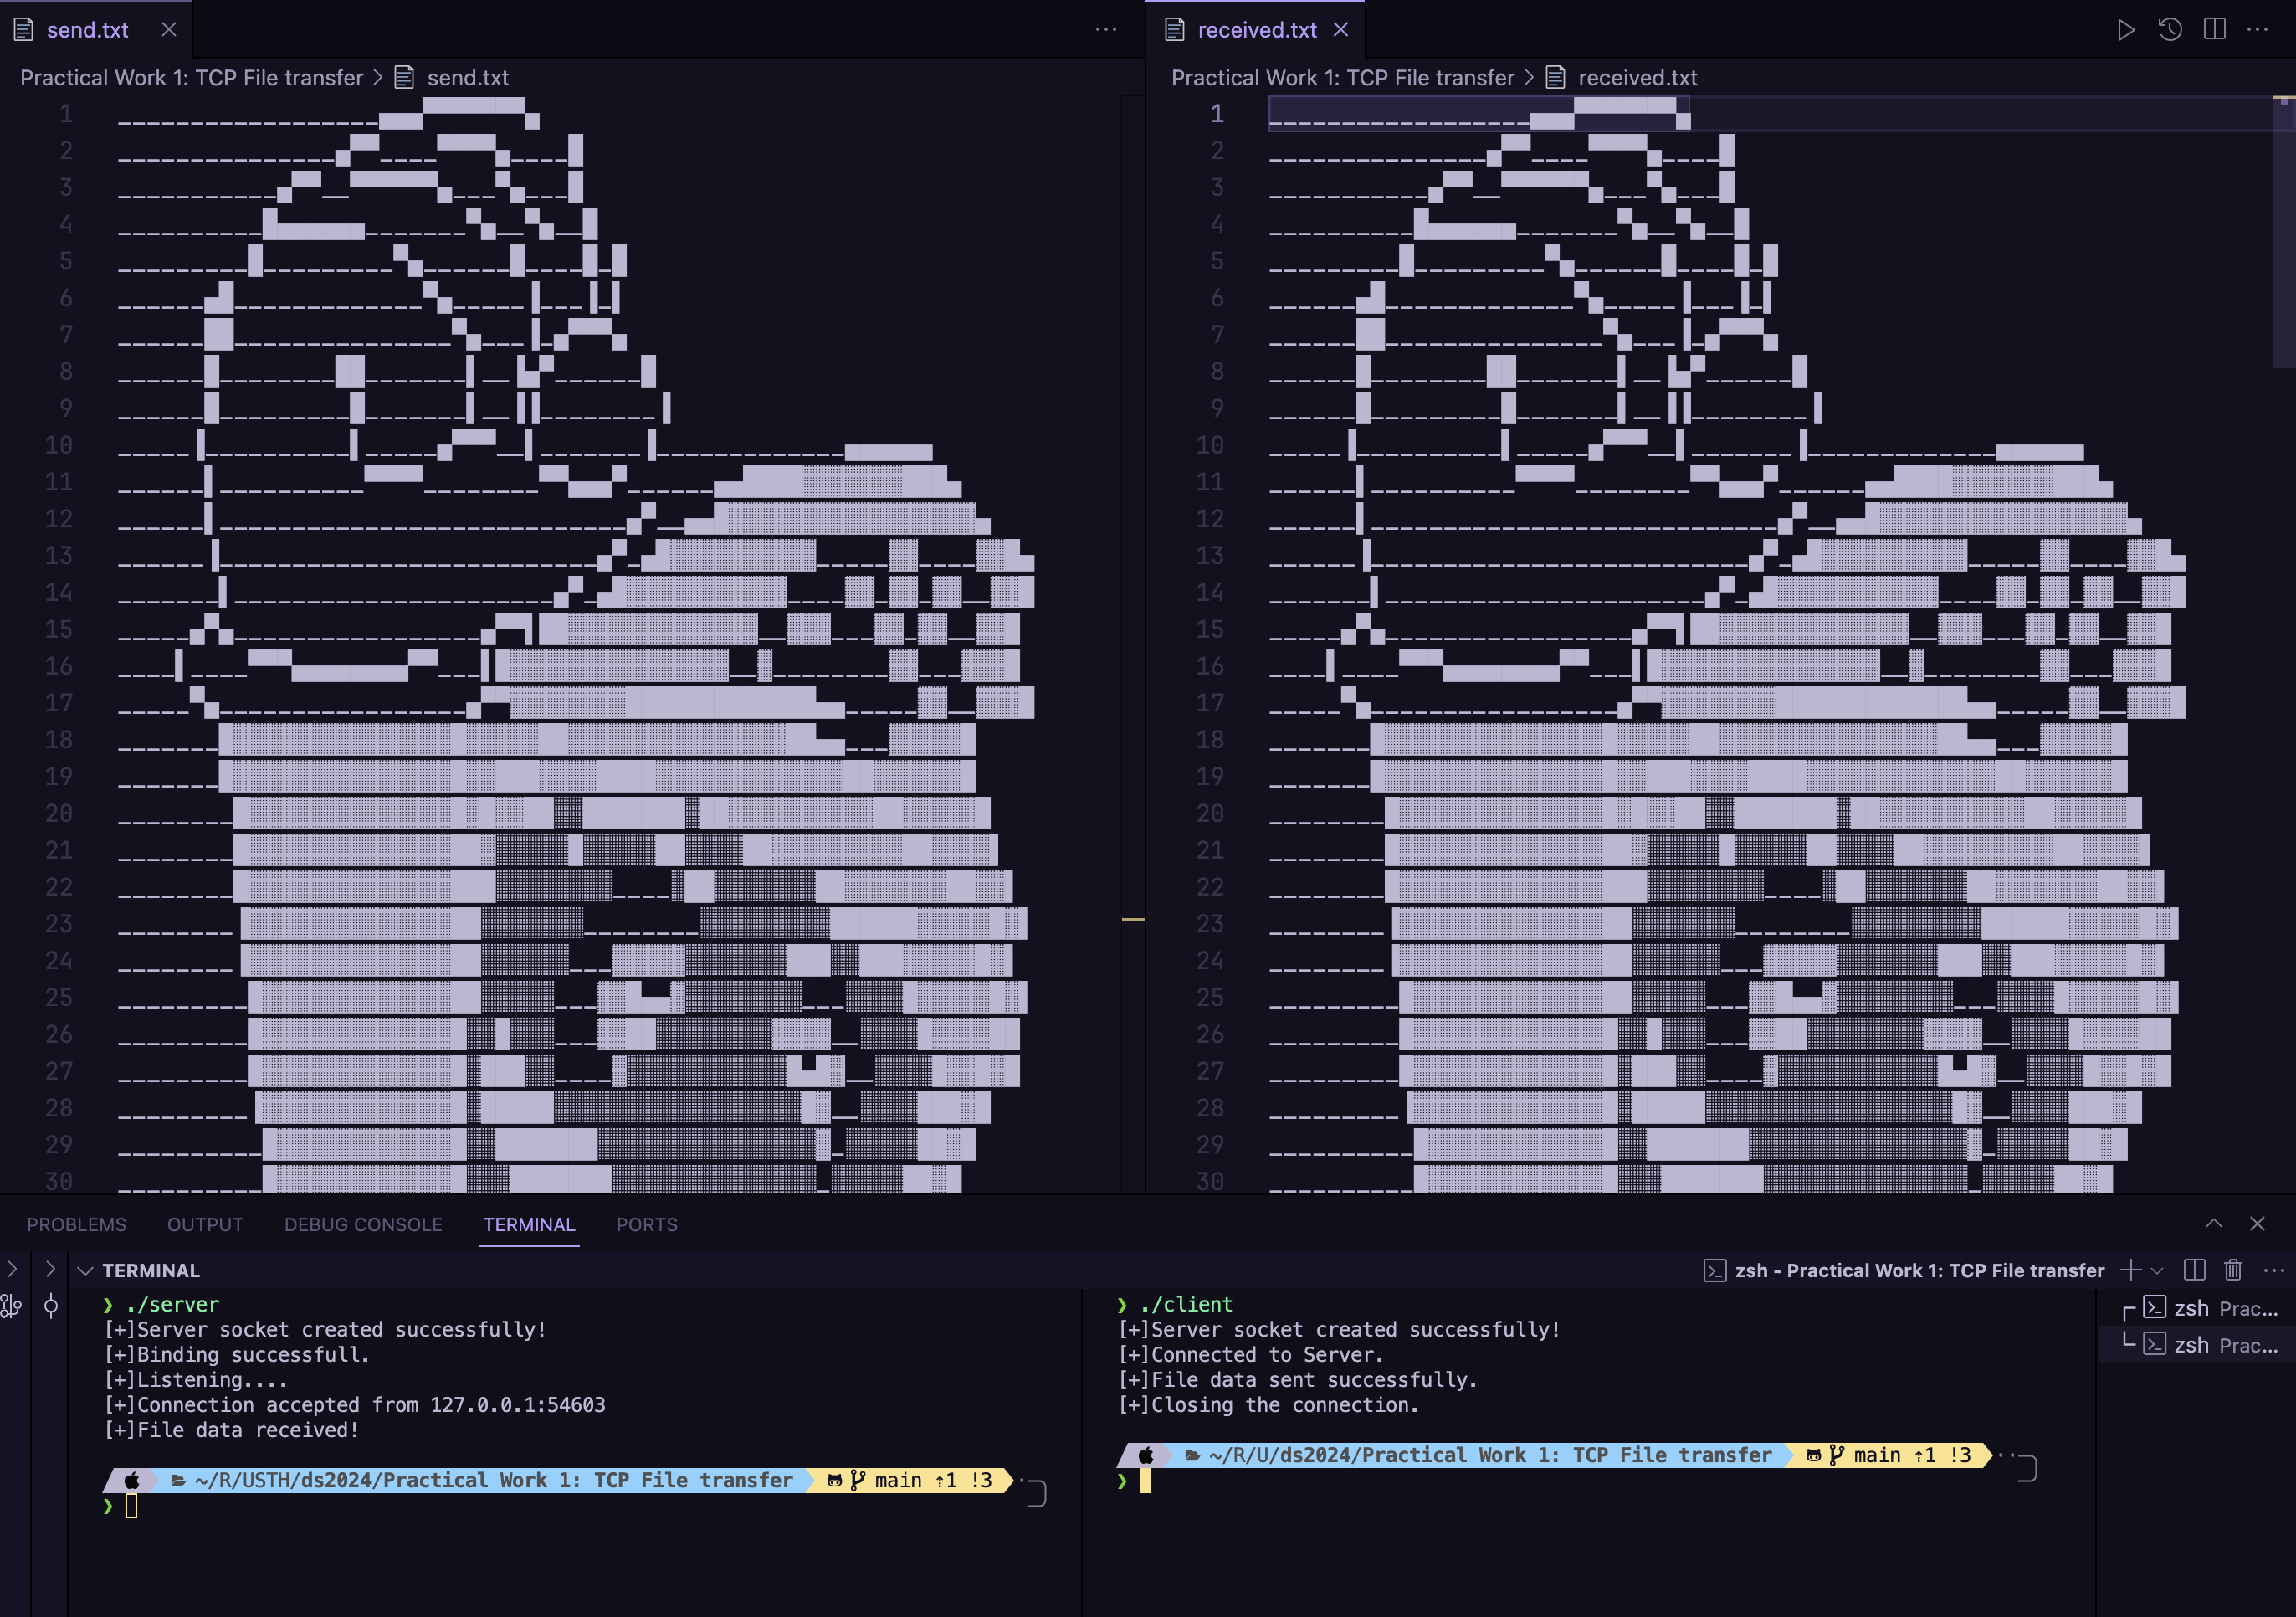 send.txt
received.txt
Practical Work 1: TCP File transfer > send.txt
Practical Work 1: TCP File transfer > received.txt
1
2
3
4
5
6
7
8
9
10
11
12
13
14
15
16
17
18
19
20
21
22
23
24
25
26
27
28
29
30
1
2
3
4
5
6
7
8
9
10
11
12
13
14
15
16
17
18
19
20
21
22
23
24
25
26
27
28
29
30
PROBLEMS OUTPUT DEBUG CONSOLE TERMINAL PORTS
TERMINAL
zsh - Practical Work 1: TCP File transfer
❯ ./server
[+]Server socket created successfully!
[+]Binding successfull.
[+]Listening....
[+]Connection accepted from 127.0.0.1:54603
[+]File data received!
~/R/USTH/ds2024/Practical Work 1: TCP File transfer main ⇡1 !3
❯
❯ ./client
[+]Server socket created successfully!
[+]Connected to Server.
[+]File data sent successfully.
[+]Closing the connection.
~/R/U/ds2024/Practical Work 1: TCP File transfer main ⇡1 !3
❯
zsh Prac...
zsh Prac...